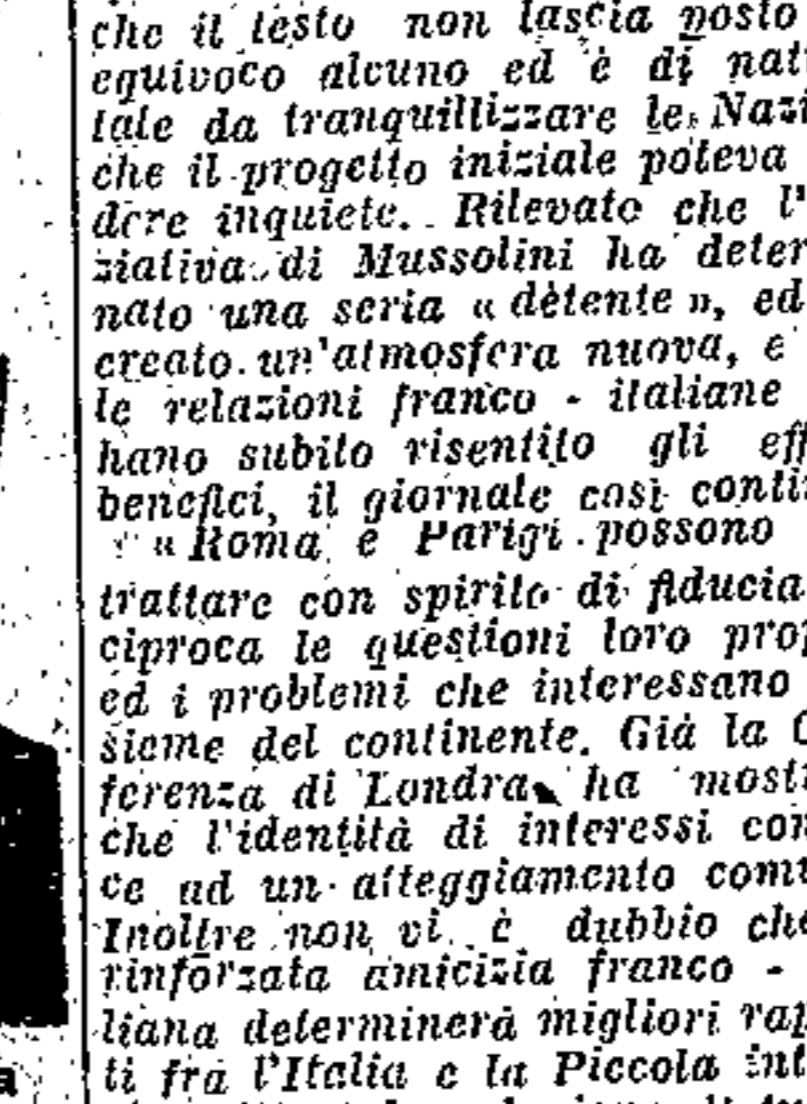 che il testo non lascia posto
equivoco alcuno ed è di nat
tale da tranquillizzare le Nazi
che il progetto iniziale poteva
dere inquiete. Rilevato che l'
ziativa di Mussolini ha deter
nato una seria « détente », ed
creato un'atmosfera nuova, e
le relazioni franco - italiane
hano subito risentito gli eff
benefici, il giornale così conti
« Roma e Parigi possono
trattare con spirito di fiducia
ciproca le questioni loro prop
ed i problemi che interessano
sieme del continente. Già la C
ferenza di Londra ha mostr
che l'identità di interessi con
ce ad un atteggiamento comu
Inoltre non vi è dubbio che
rinforzata amicizia franco -
liana determinerà migliori rap
ti fra l'Italia e la Piccola int
a